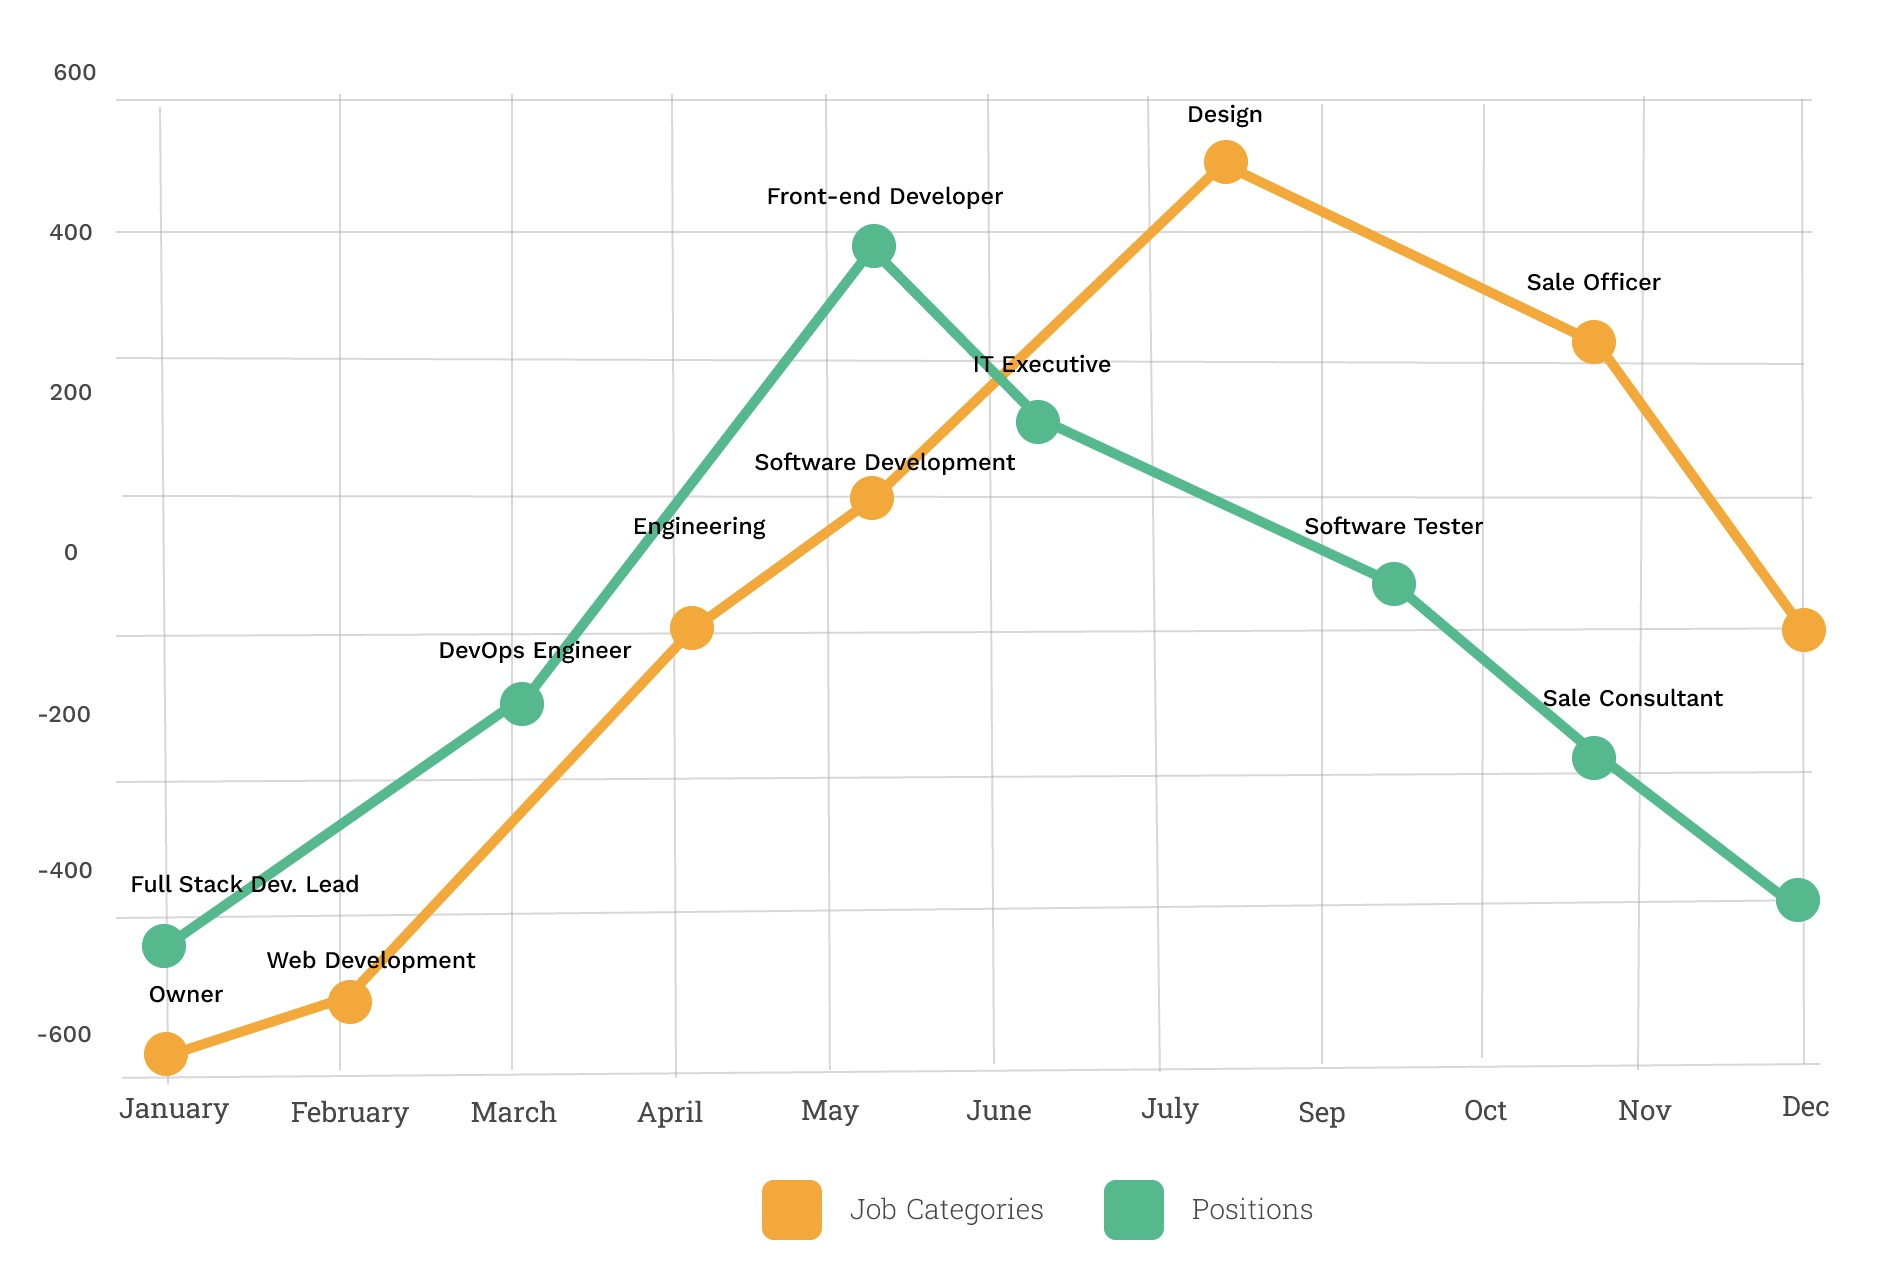 600
Design
Front-end Developer
400
Sale Officer
IT Executive
200
Software Development
Engineering
Software Tester
0
DevOps Engineer
Sale Consultant
-200
-400
Full Stack Dev. Lead
Web Development
Owner
-600
January February March April May June July Sep Oct Nov Dec
Job Categories Positions